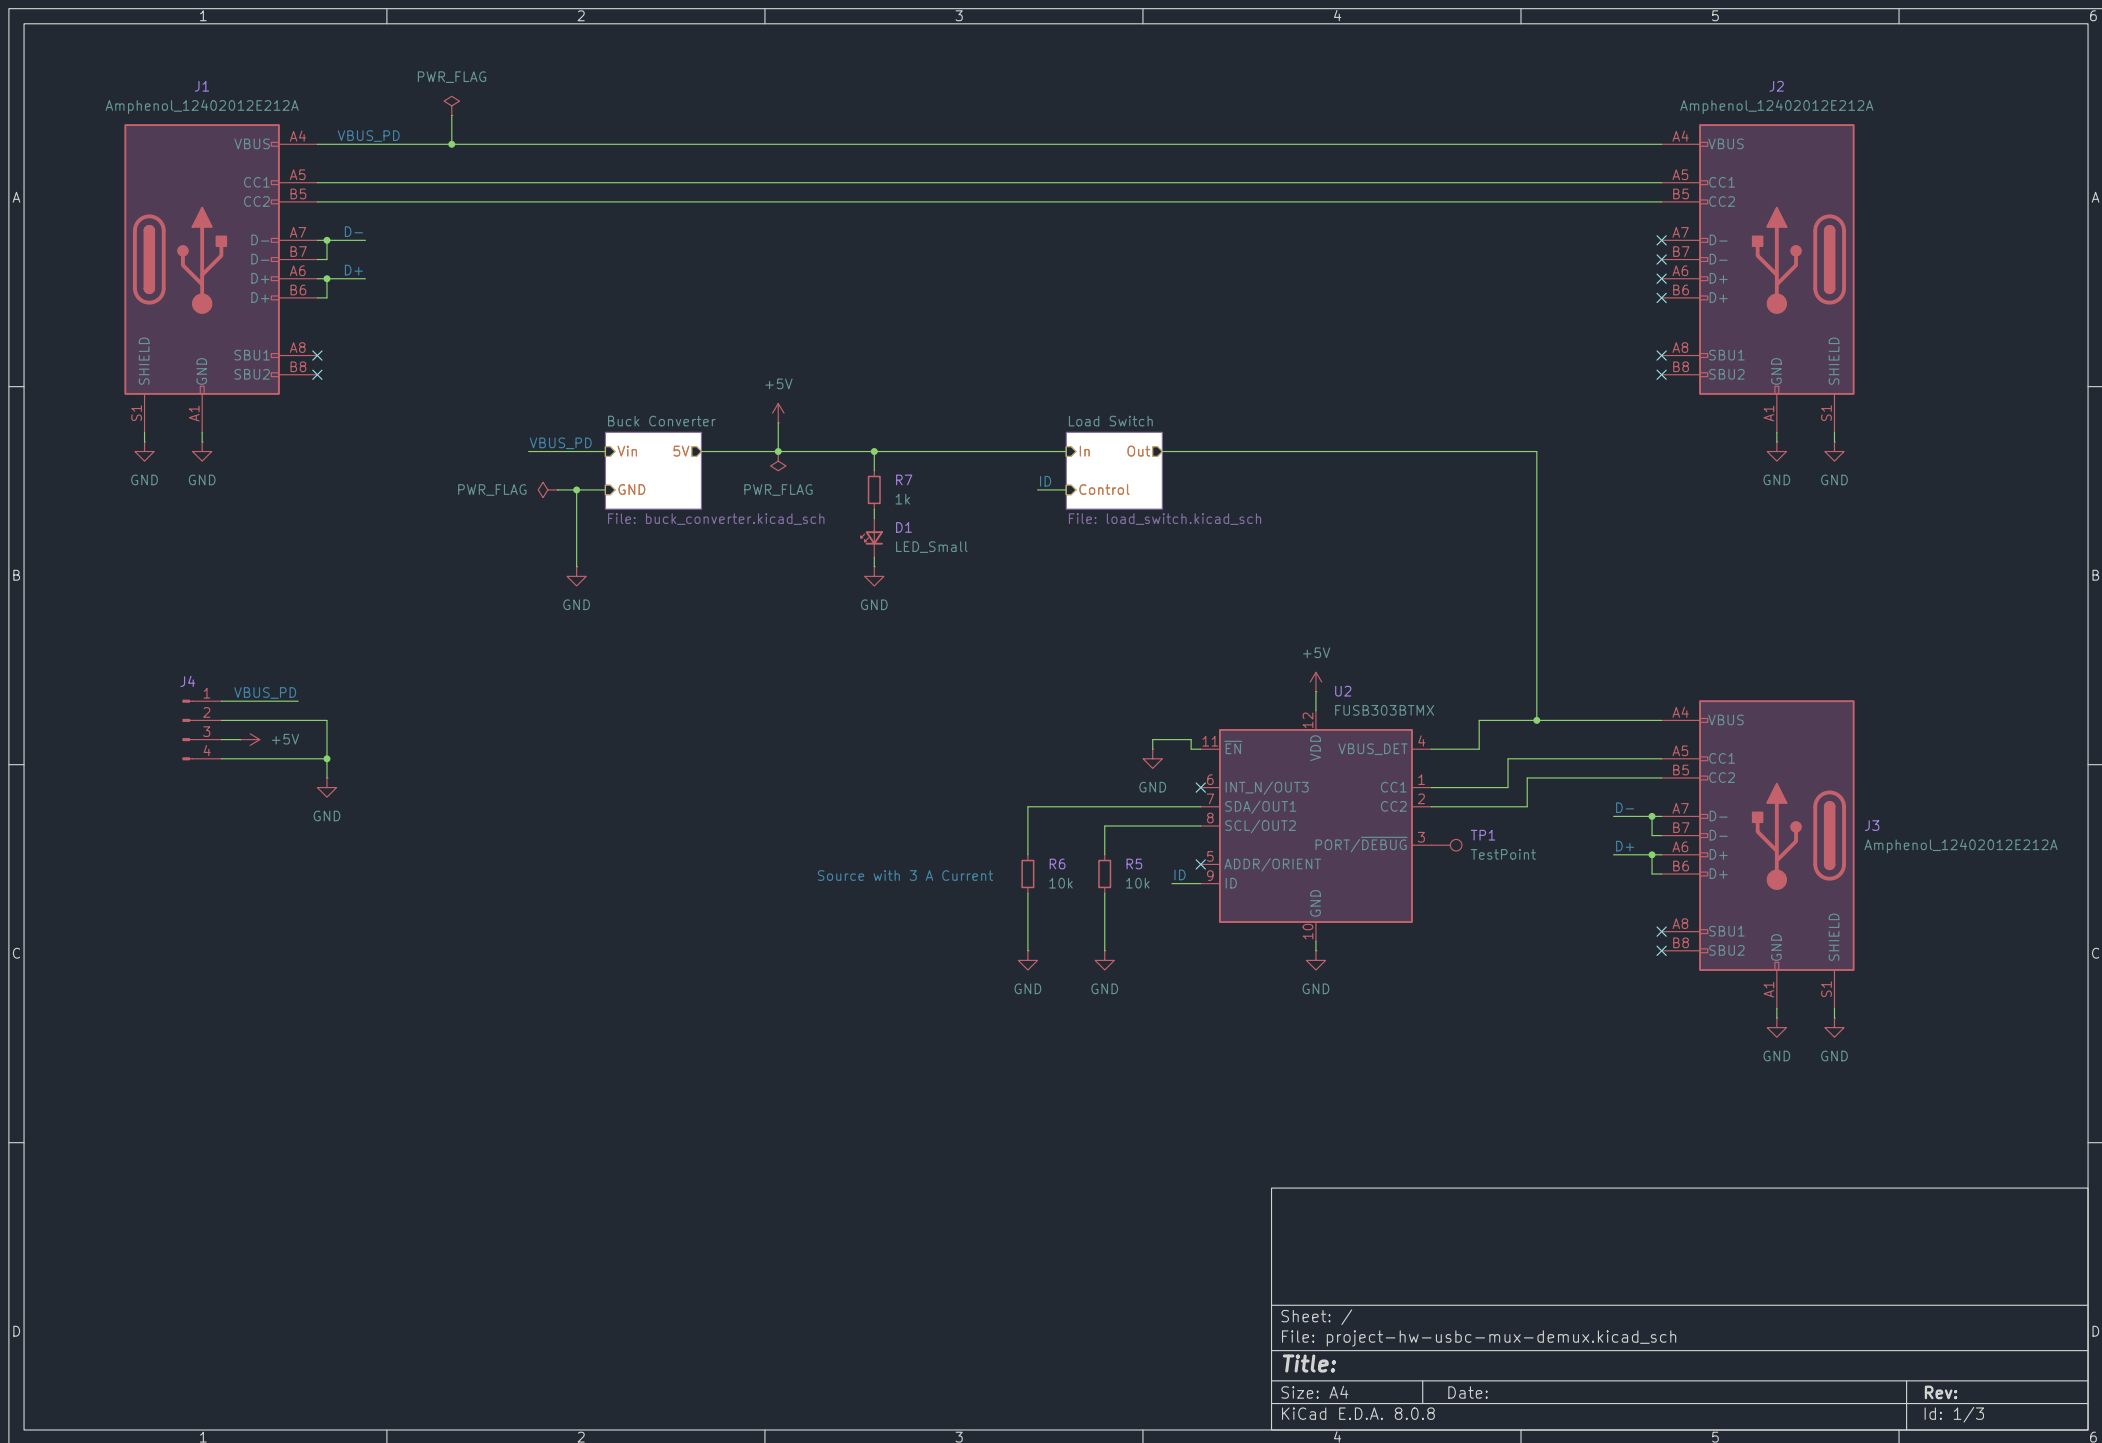 1 2 3 4 5 6
PWR_FLAG
J1
Amphenol_12402012E212A
J2
Amphenol_12402012E212A
VBUS A4 VBUS_PD
A4 VBUS
CC1 A5
A5 CC1
CC2 B5
B5 CC2
A
A
D- A7 D-
A7 D-
D- B7
B7 D-
D+ A6 D+
A6 D+
D+ B6
B6 D+
SBU1 A8
A8 SBU1
SBU2 B8
B8 SBU2
SHIELD
GND
GND
SHIELD
S1
A1
A1
S1
GND
GND
GND
GND
+5V
Buck Converter
Load Switch
VBUS_PD
Vin
5V
In
Out
PWR_FLAG
GND
PWR_FLAG
ID
Control
R7
1k
File: buck_converter.kicad_sch
File: load_switch.kicad_sch
D1
LED_Small
B
B
GND
GND
J4
1 VBUS_PD
2
3 +5V
4
GND
+5V
U2
FUSB303BTMX
12
VDD
GND
11 EN
VBUS_DET 4
6 INT_N/OUT3
CC1 1
7 SDA/OUT1
CC2 2
8 SCL/OUT2
PORT/DEBUG 3
TP1
TestPoint
5 ADDR/ORIENT
ID 9 ID
GND
10
Source with 3 A Current
R6
10k
R5
10k
GND
GND
GND
A4 VBUS
A5 CC1
B5 CC2
D- A7 D-
B7 D-
D+ A6 D+
B6 D+
J3
Amphenol_12402012E212A
A8 SBU1
B8 SBU2
GND
SHIELD
A1
S1
GND
GND
C
C
D
D
Sheet: /
File: project-hw-usbc-mux-demux.kicad_sch
Title:
Size: A4
Date:
Rev:
KiCad E.D.A. 8.0.8
Id: 1/3
1 2 3 4 5 6